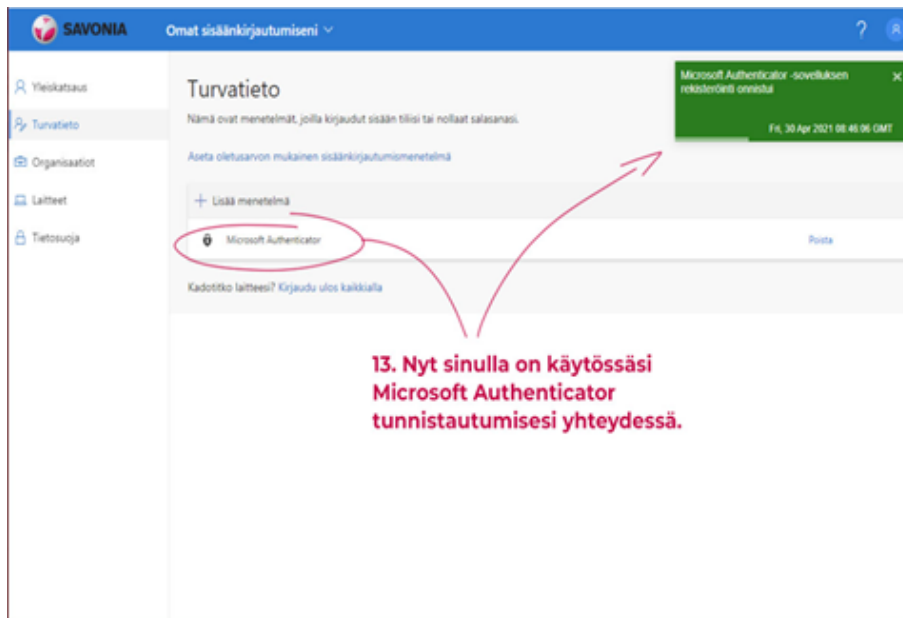 SAVONIA
Omat sisäänkirjautumiseni
?
Yleiskatsaus
Turvatieto
Organisaatiot
Laitteet
Tietosuoja
Turvatieto
Nämä ovat menetelmät, joilla kirjaudut sisään tiliisi tai nollaat salasanasi.
Aseta oletusarvon mukainen sisäänkirjautumismenetelmä
+ Lisää menetelmä
Microsoft Authenticator
Poista
Kadotitko laitteesi? Kirjaudu ulos kaikkialla
Microsoft Authenticator -sovelluksen
rekisteröinti onnistui
Fri, 30 Apr 2021 08:46:06 GMT
13. Nyt sinulla on käytössäsi
Microsoft Authenticator
tunnistautumisesi yhteydessä.